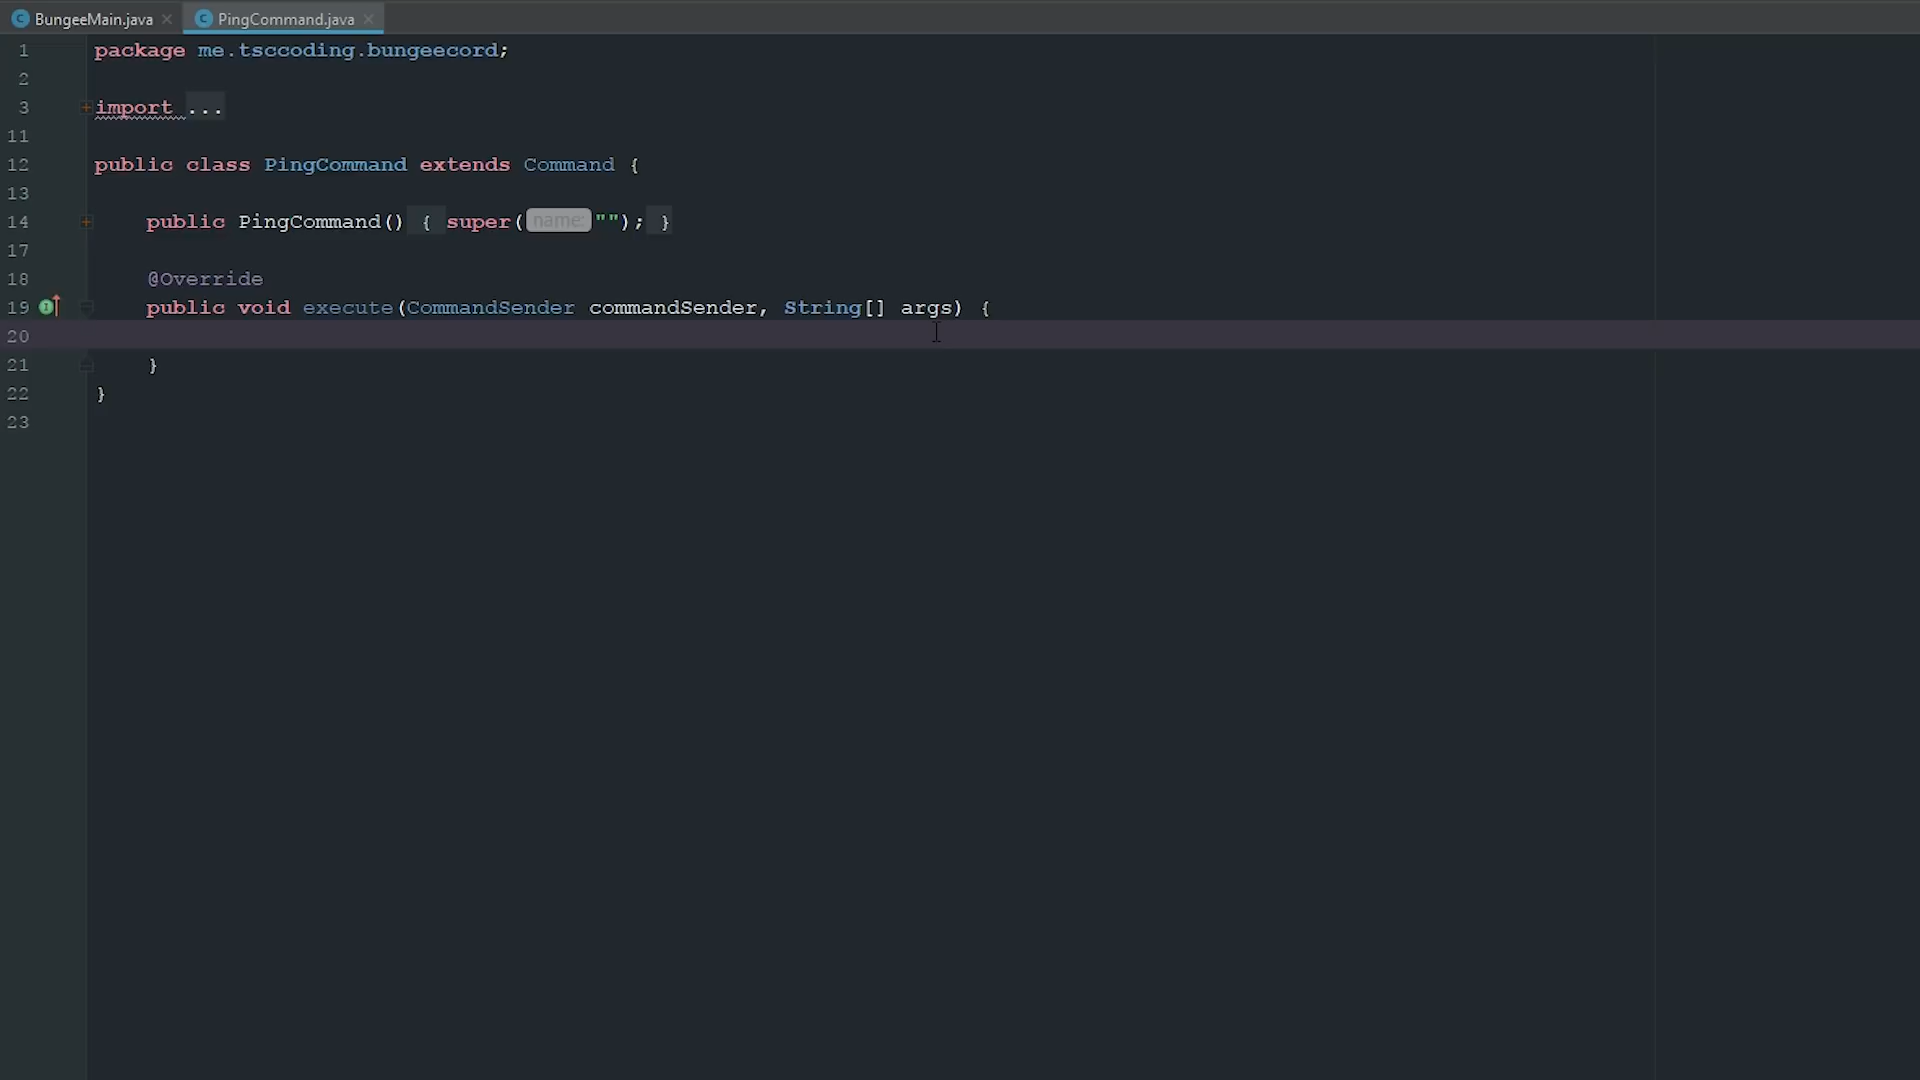 BungeeMain.java PingCommand.java
1 package me.tsccoding.bungeecord;
2
3 import ...
11
12 public class PingCommand extends Command {
13
14 public PingCommand() { super( name: ""); }
17
18 @Override
19 public void execute(CommandSender commandSender, String[] args) {
20
21 }
22 }
23